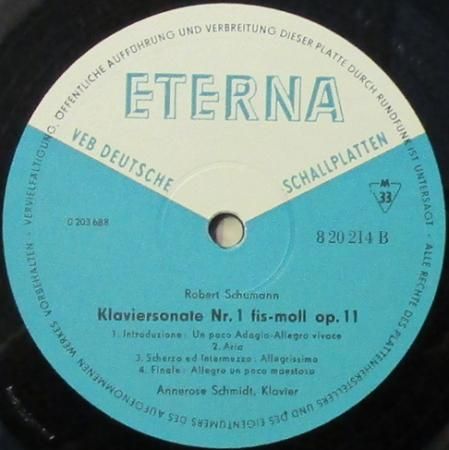 · VERVIELFÄLTIGUNG, ÖFFENTLICHE AUFFÜHRUNG UND VERBREITUNG DIESER PLATTE DURCH RUNDFUNK IST UNTERSAGT · ALLE RECHTE DES PLATTENHERSTELLERS UND DES EIGENTÜMERS DES AUFGENOMMENEN WERKES VORBEHALTEN
ETERNA
VEB DEUTSCHE SCHALLPLATTEN
M
33
0 203 688
8 20 214 B
Robert Schumann
Klaviersonate Nr. 1 fis-moll op. 11
1. Introduzione: Un poco Adagio-Allegro vivace
2. Aria
3. Scherzo ed Intermezzo: Allegrissimo
4. Finale: Allegro un poco maestoso
Annerose Schmidt, Klavier